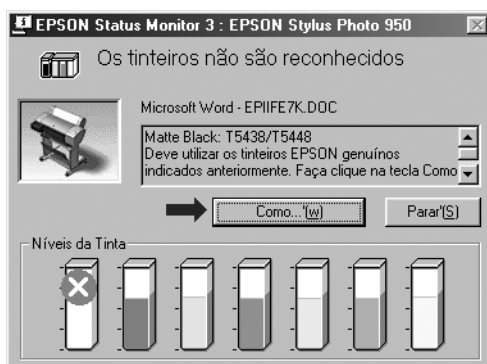 EPSON Status Monitor 3 : EPSON Stylus Photo 950
Os tinteiros não são reconhecidos
Microsoft Word - EPIIFE7K.DOC
Matte Black: T5438/T5448
Deve utilizar os tinteiros EPSON genuínos
indicados anteriormente. Faça clique na tecla Como
Como...'(w) Parar'(S)
Níveis da Tinta